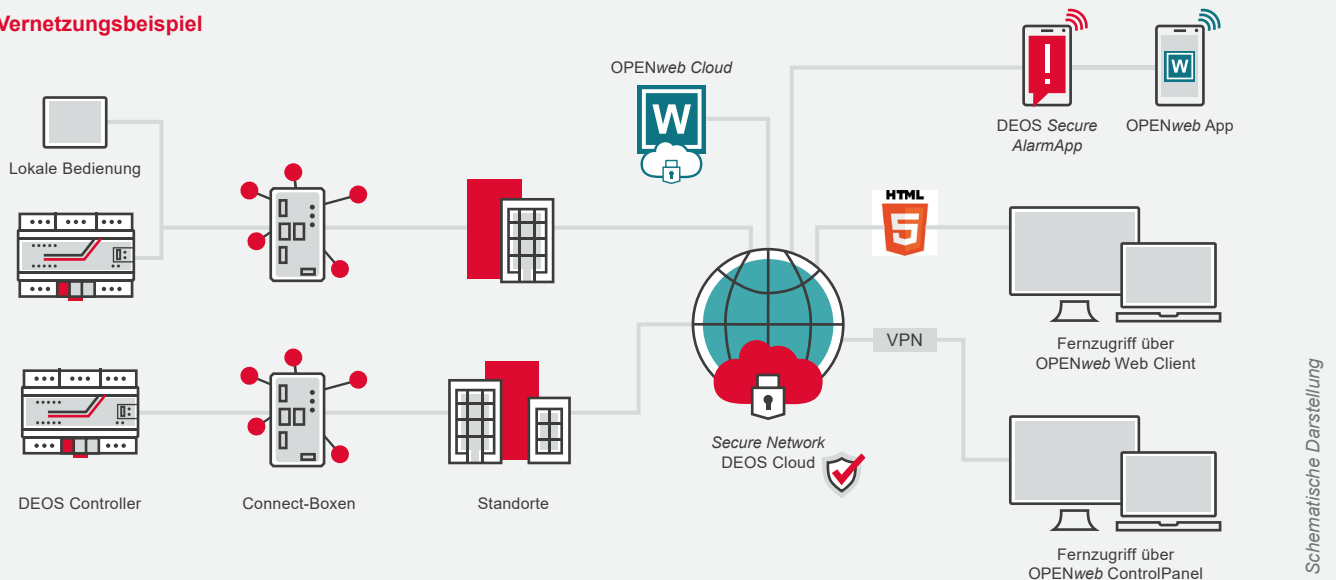 Vernetzungsbeispiel
OPENweb Cloud
W
W
DEOS Secure
AlarmApp
OPENweb App
Lokale Bedienung
HTML
5
VPN
Fernzugriff über
OPENweb Web Client
Secure Network
DEOS Cloud
DEOS Controller
Connect-Boxen
Standorte
Fernzugriff über
OPENweb ControlPanel
Schematische Darstellung